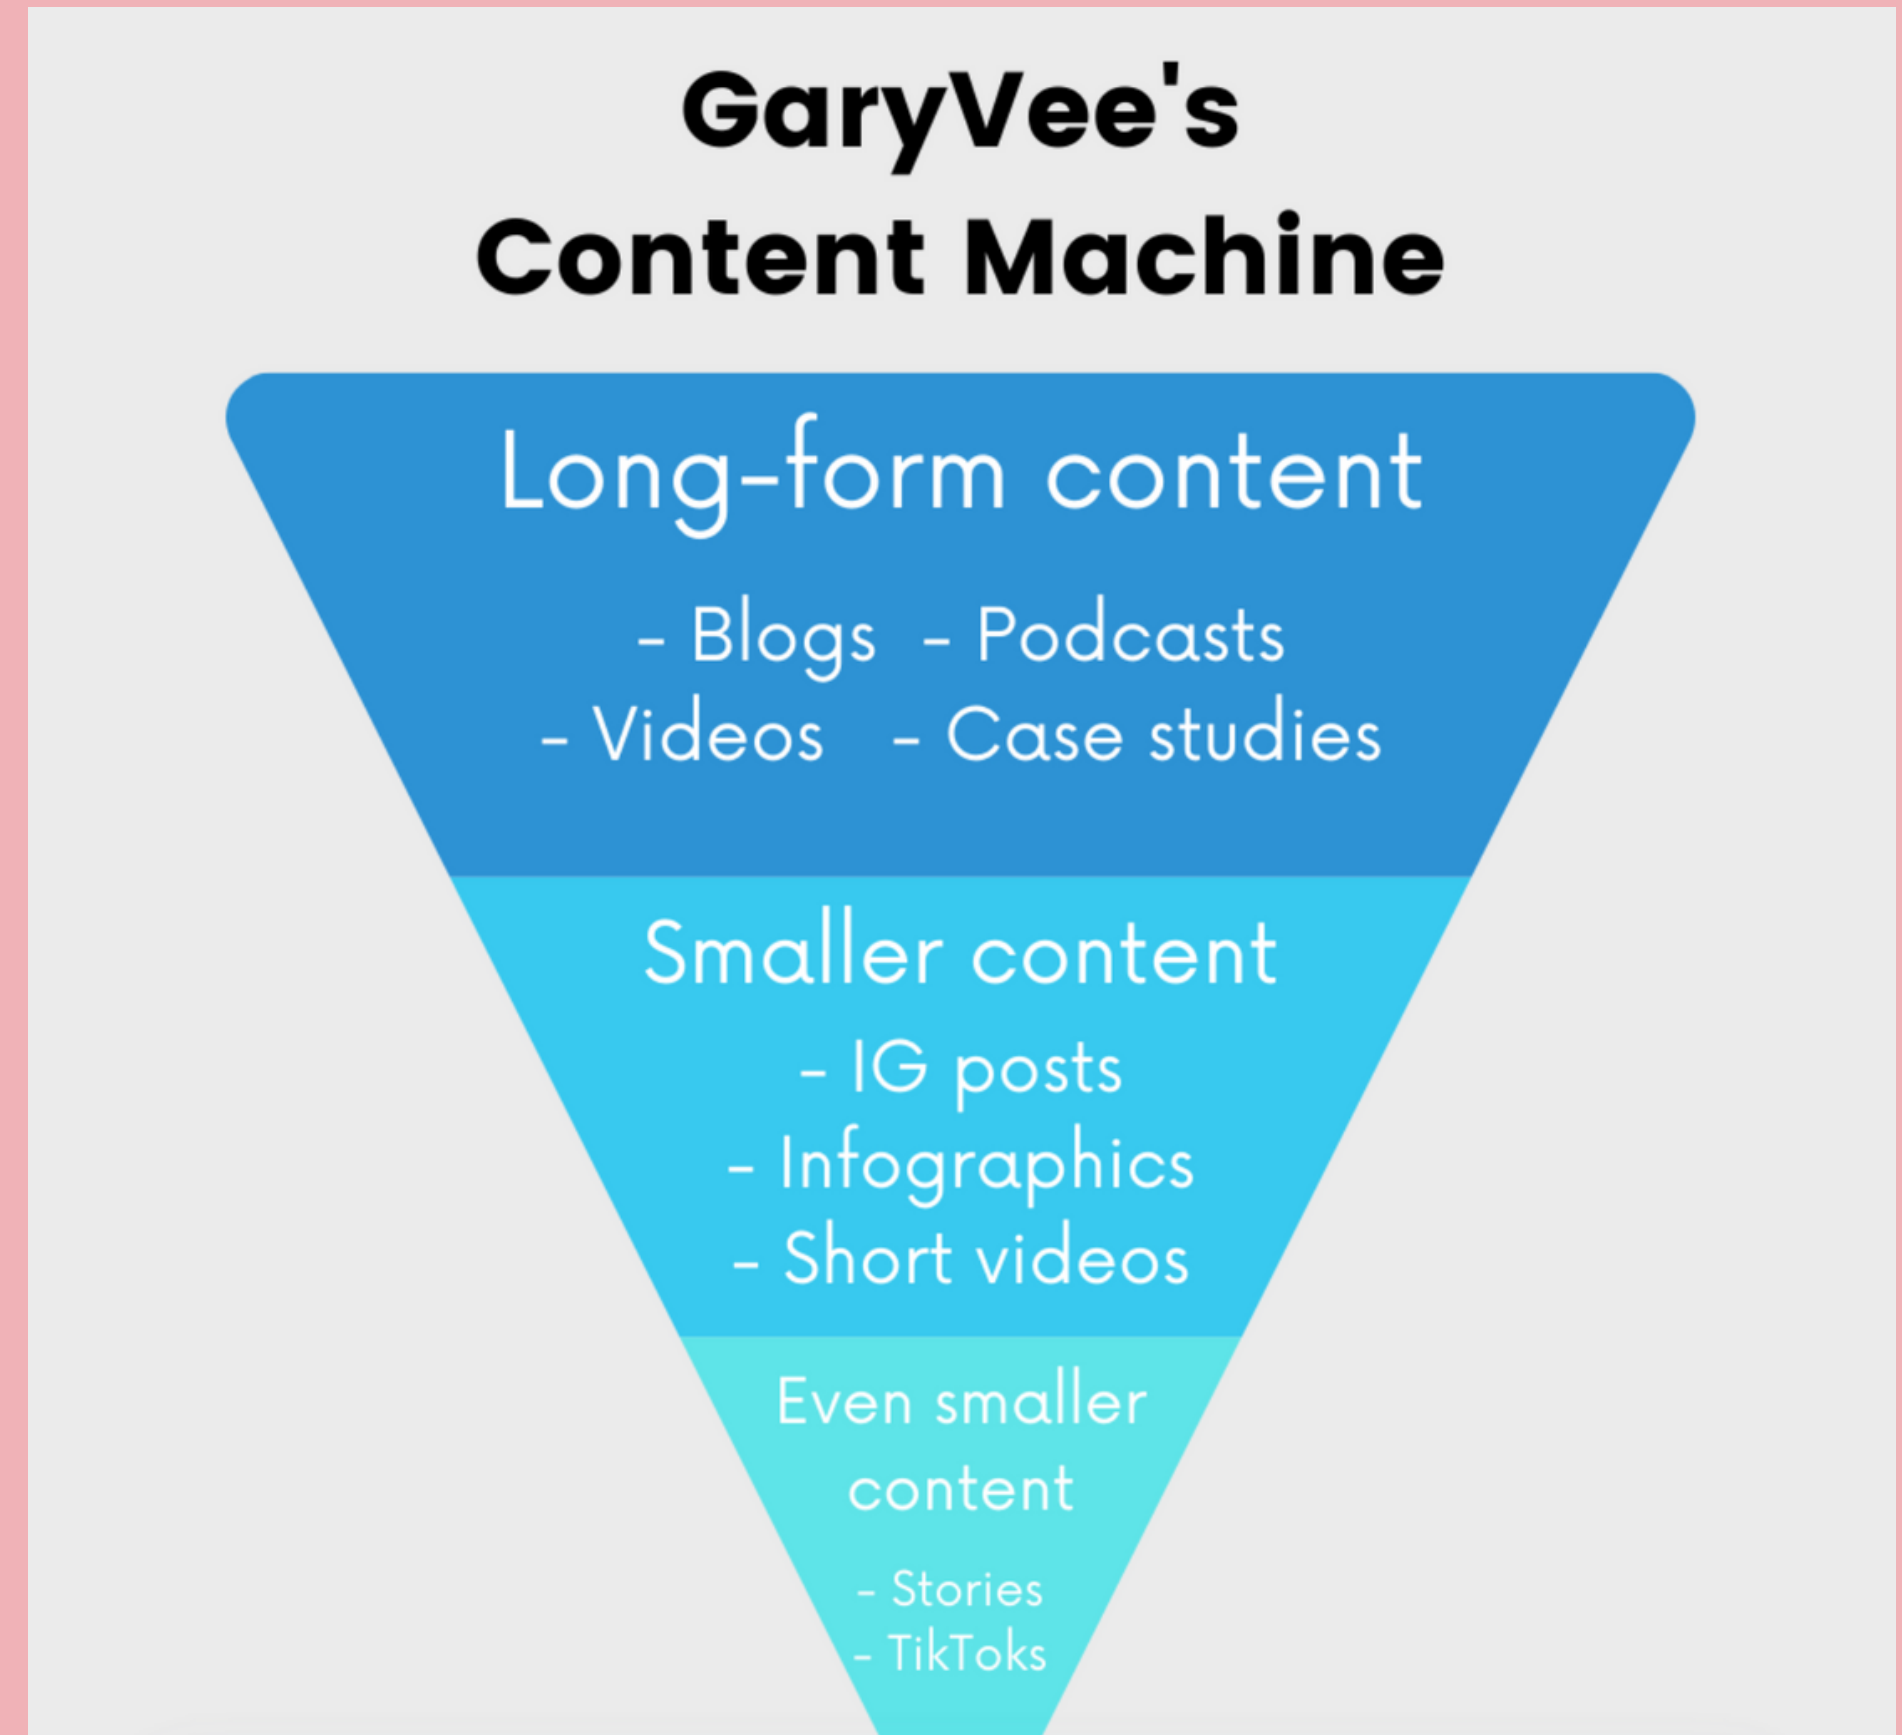 GaryVee's
Content Machine
Long-form content
- Blogs - Podcasts
- Videos - Case studies
Smaller content
- IG posts
- Infographics
- Short videos
Even smaller
content
- Stories
- TikToks